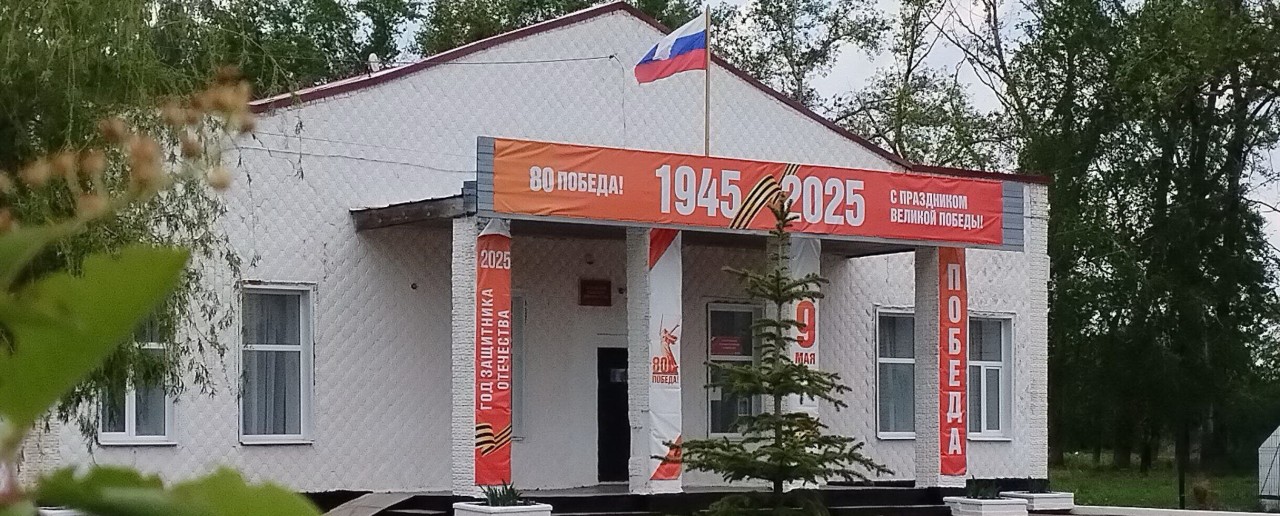 80 ПОБЕДА!
1945 2025
С ПРАЗДНИКОМ
ВЕЛИКОЙ ПОБЕДЫ!
2025
ГОД ЗАЩИТНИКА
ОТЕЧЕСТВА
80
ПОБЕДА!
9
МАЯ
ПОБЕДА